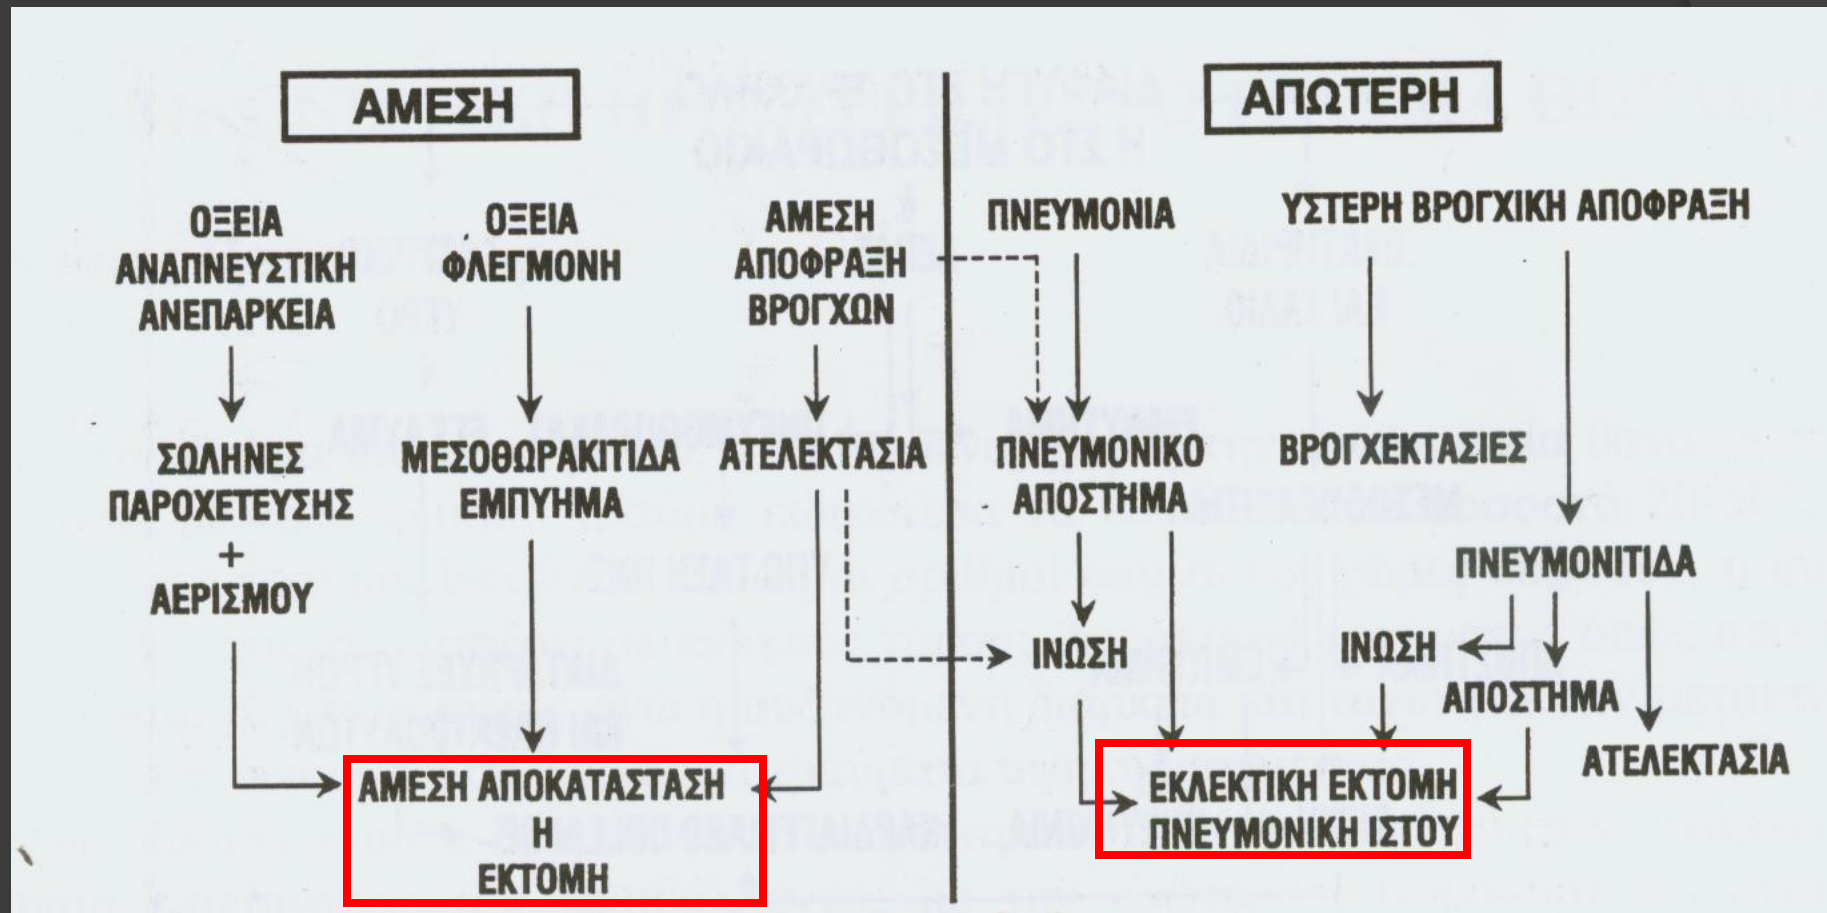 ΑΜΕΣΗ
ΑΠΩΤΕΡΗ
ΟΞΕΙΑ
ΑΝΑΠΝΕΥΣΤΙΚΗ
ΑΝΕΠΑΡΚΕΙΑ
ΟΞΕΙΑ
ΦΛΕΓΜΟΝΗ
ΑΜΕΣΗ
ΑΠΟΦΡΑΞΗ
ΒΡΟΓΧΩΝ
ΠΝΕΥΜΟΝΙΑ
ΥΣΤΕΡΗ ΒΡΟΓΧΙΚΗ ΑΠΟΦΡΑΞΗ
ΣΩΛΗΝΕΣ
ΠΑΡΟΧΕΤΕΥΣΗΣ
+
ΑΕΡΙΣΜΟΥ
ΜΕΣΟΘΩΡΑΚΙΤΙΔΑ
ΕΜΠΥΗΜΑ
ΑΤΕΛΕΚΤΑΣΙΑ
ΠΝΕΥΜΟΝΙΚΟ
ΑΠΟΣΤΗΜΑ
ΒΡΟΓΧΕΚΤΑΣΙΕΣ
ΠΝΕΥΜΟΝΙΤΙΔΑ
ΙΝΩΣΗ
ΙΝΩΣΗ
ΑΠΟΣΤΗΜΑ
ΑΤΕΛΕΚΤΑΣΙΑ
ΑΜΕΣΗ ΑΠΟΚΑΤΑΣΤΑΣΗ
Η
ΕΚΤΟΜΗ
ΕΚΛΕΚΤΙΚΗ ΕΚΤΟΜΗ
ΠΝΕΥΜΟΝΙΚΗ ΙΣΤΟΥ